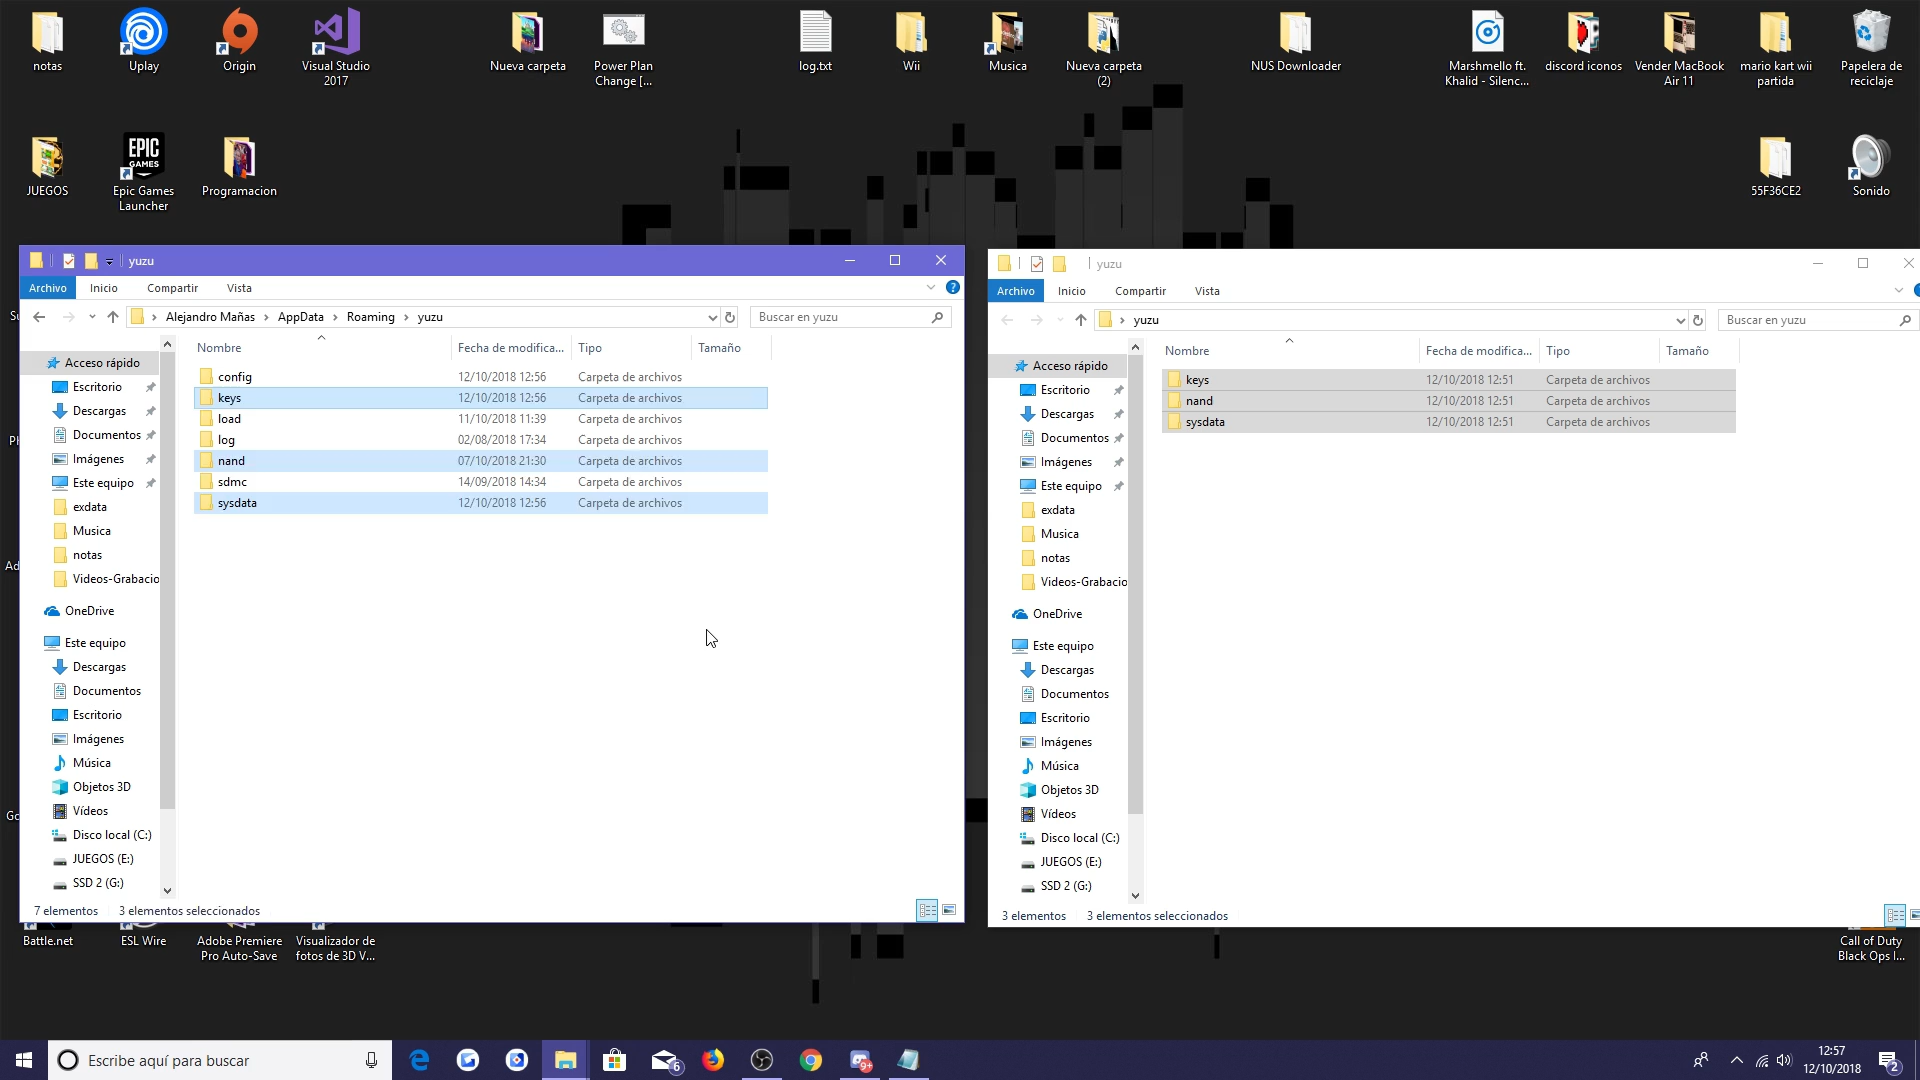 notas
Uplay
Origin
Visual Studio
2017
Nueva carpeta
Power Plan
Change [...
log.txt
Wii
Musica
Nueva carpeta
(2)
NUS Downloader
Marshmello ft.
Khalid - Silenc...
discord iconos
Vender MacBook
Air 11
mario kart wii
partida
Papelera de
reciclaje
JUEGOS
EPIC
GAMES
Epic Games
Launcher
Programacion
55F36CE2
Sonido
yuzu
Archivo Inicio Compartir Vista
Alejandro Mañas > AppData > Roaming > yuzu
Buscar en yuzu
Nombre Fecha de modifica... Tipo Tamaño
Acceso rápido
Escritorio
Descargas
Documentos
Imágenes
Este equipo
exdata
Musica
notas
Videos-Grabacio
OneDrive
Este equipo
Descargas
Documentos
Escritorio
Imágenes
Música
Objetos 3D
Vídeos
Disco local (C:)
JUEGOS (E:)
SSD 2 (G:)
config 12/10/2018 12:56 Carpeta de archivos
keys 12/10/2018 12:56 Carpeta de archivos
load 11/10/2018 11:39 Carpeta de archivos
log 02/08/2018 17:34 Carpeta de archivos
nand 07/10/2018 21:30 Carpeta de archivos
sdmc 14/09/2018 14:34 Carpeta de archivos
sysdata 12/10/2018 12:56 Carpeta de archivos
7 elementos 3 elementos seleccionados
yuzu
Archivo Inicio Compartir Vista
yuzu
Buscar en yuzu
Nombre Fecha de modifica... Tipo Tamaño
Acceso rápido
Escritorio
Descargas
Documentos
Imágenes
Este equipo
exdata
Musica
notas
Videos-Grabacio
OneDrive
Este equipo
Descargas
Documentos
Escritorio
Imágenes
Música
Objetos 3D
Vídeos
Disco local (C:)
JUEGOS (E:)
SSD 2 (G:)
keys 12/10/2018 12:51 Carpeta de archivos
nand 12/10/2018 12:51 Carpeta de archivos
sysdata 12/10/2018 12:51 Carpeta de archivos
3 elementos 3 elementos seleccionados
Battle.net
ESL Wire
Adobe Premiere
Pro Auto-Save
Visualizador de
fotos de 3D V...
Call of Duty
Black Ops I...
Escribe aquí para buscar
6
9+
12:57
12/10/2018
2